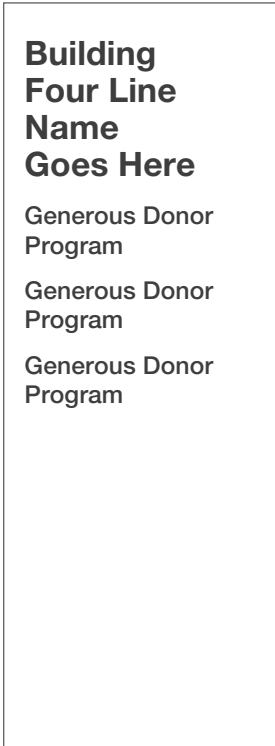 Building
Four Line
Name
Goes Here
Generous Donor
Program
Generous Donor
Program
Generous Donor
Program